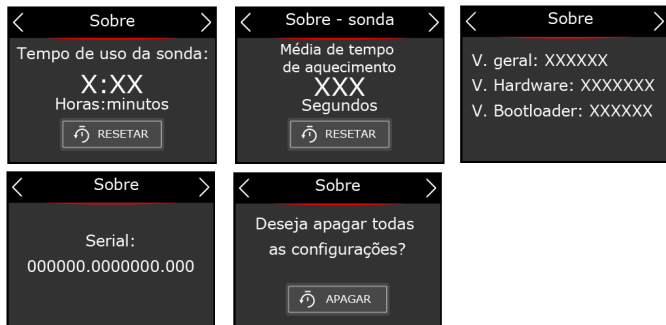 Sobre
Tempo de uso da sonda:
X:XX
Horas:minutos
RESETAR
Sobre - sonda
Média de tempo
de aquecimento
XXX
Segundos
RESETAR
Sobre
V. geral: XXXXXX
V. Hardware: XXXXXXX
V. Bootloader: XXXXXX
Sobre
Serial:
000000.0000000.000
Sobre
Deseja apagar todas
as configurações?
APAGAR